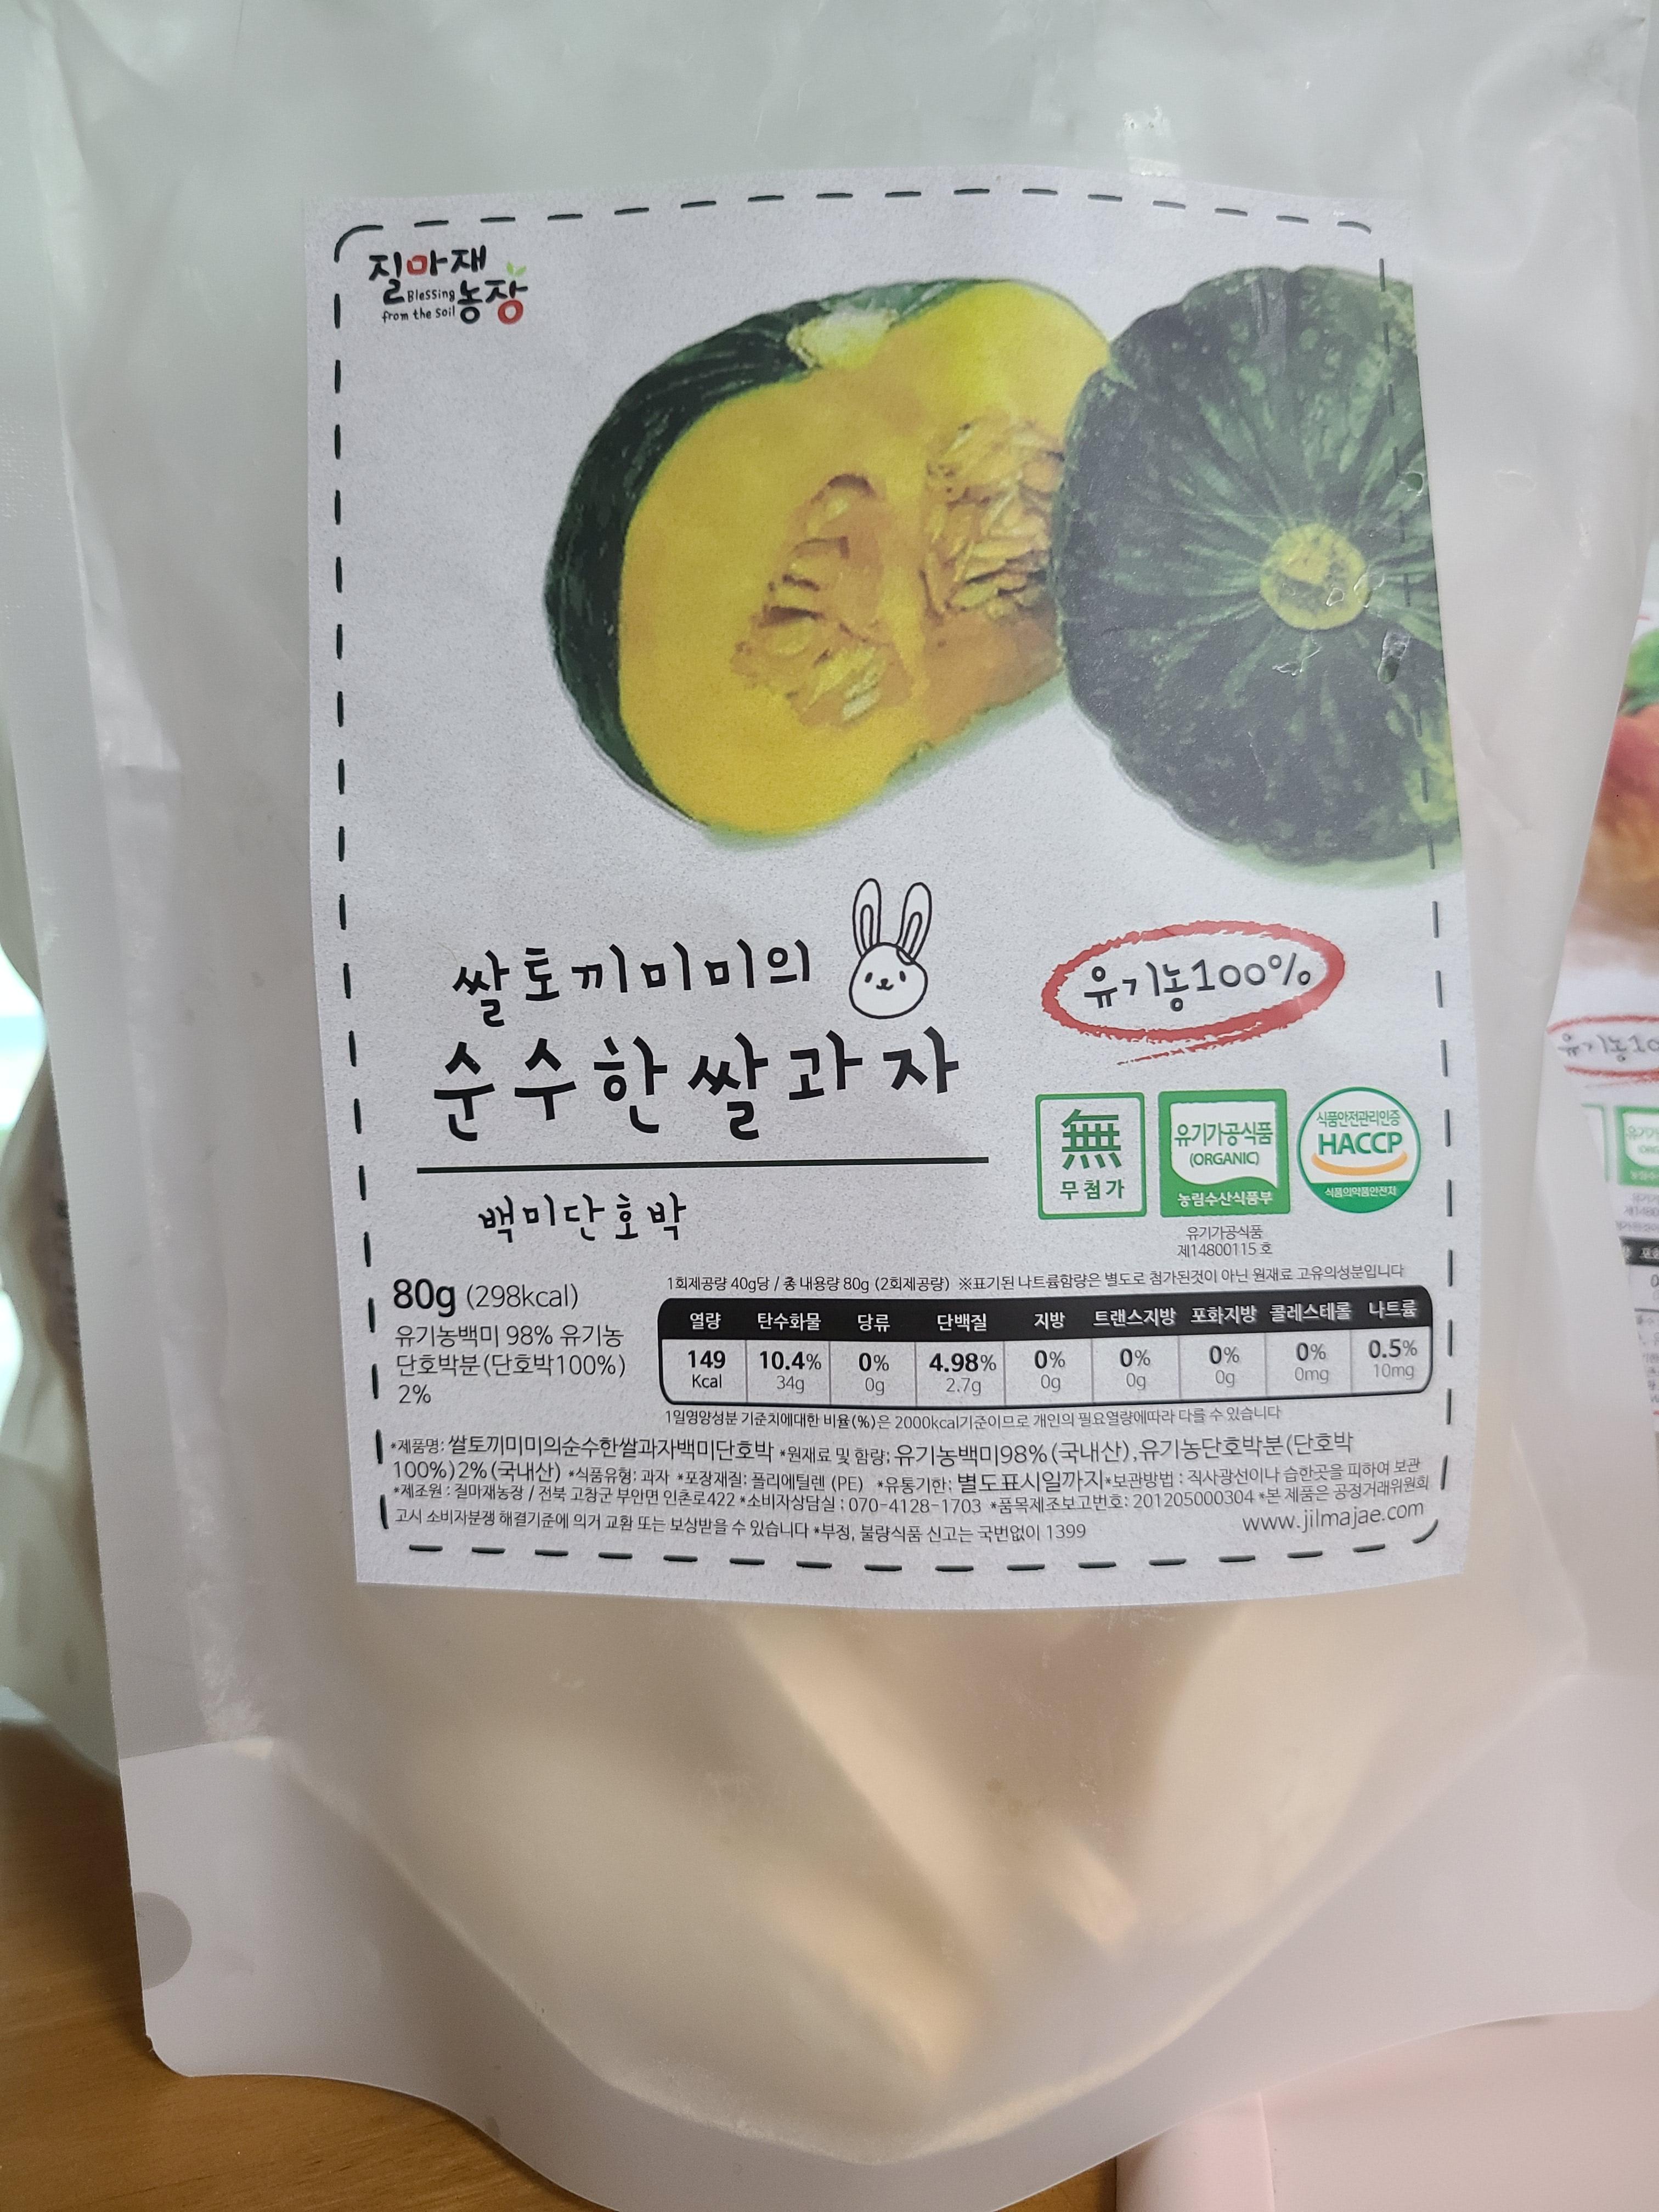 질마재
Blessing
from the Soil 농장
쌀토끼미미의
순수한쌀과자
유기농100%
無
무첨가
유기가공식품
(ORGANIC)
농림수산식품부
식품안전관리인증
HACCP
식품의약품안전처
유기가공식품
제14800115 호
백미단호박
80g (298kcal)
유기농백미 98% 유기농
단호박분(단호박100%)
2%
1회제공량 40g당 / 총 내용량 80g (2회제공량) ※표기된 나트륨함량은 별도로 첨가된것이 아닌 원재료 고유의성분입니다
열량 탄수화물 당류 단백질 지방 트랜스지방 포화지방 콜레스테롤 나트륨
149 10.4% 0% 4.98% 0% 0% 0% 0% 0.5%
Kcal 34g 0g 2.7g 0g 0g 0g 0mg 10mg
1일영양성분 기준치에대한 비율(%)은 2000kcal기준이므로 개인의 필요열량에따라 다를 수 있습니다
*제품명: 쌀토끼미미의순수한쌀과자백미단호박 *원재료 및 함량: 유기농백미98%(국내산),유기농단호박분(단호박
100%)2%(국내산) *식품유형: 과자 *포장재질: 폴리에틸렌 (PE) *유통기한: 별도표시일까지*보관방법 : 직사광선이나 습한곳을 피하여 보관
*제조원 : 질마재농장 / 전북 고창군 부안면 인촌로422 *소비자상담실 : 070-4128-1703 *품목제조보고번호: 201205000304 *본 제품은 공정거래위원회
고시 소비자분쟁 해결기준에 의거 교환 또는 보상받을 수 있습니다 *부정, 불량식품 신고는 국번없이 1399
www.jilmajae.com